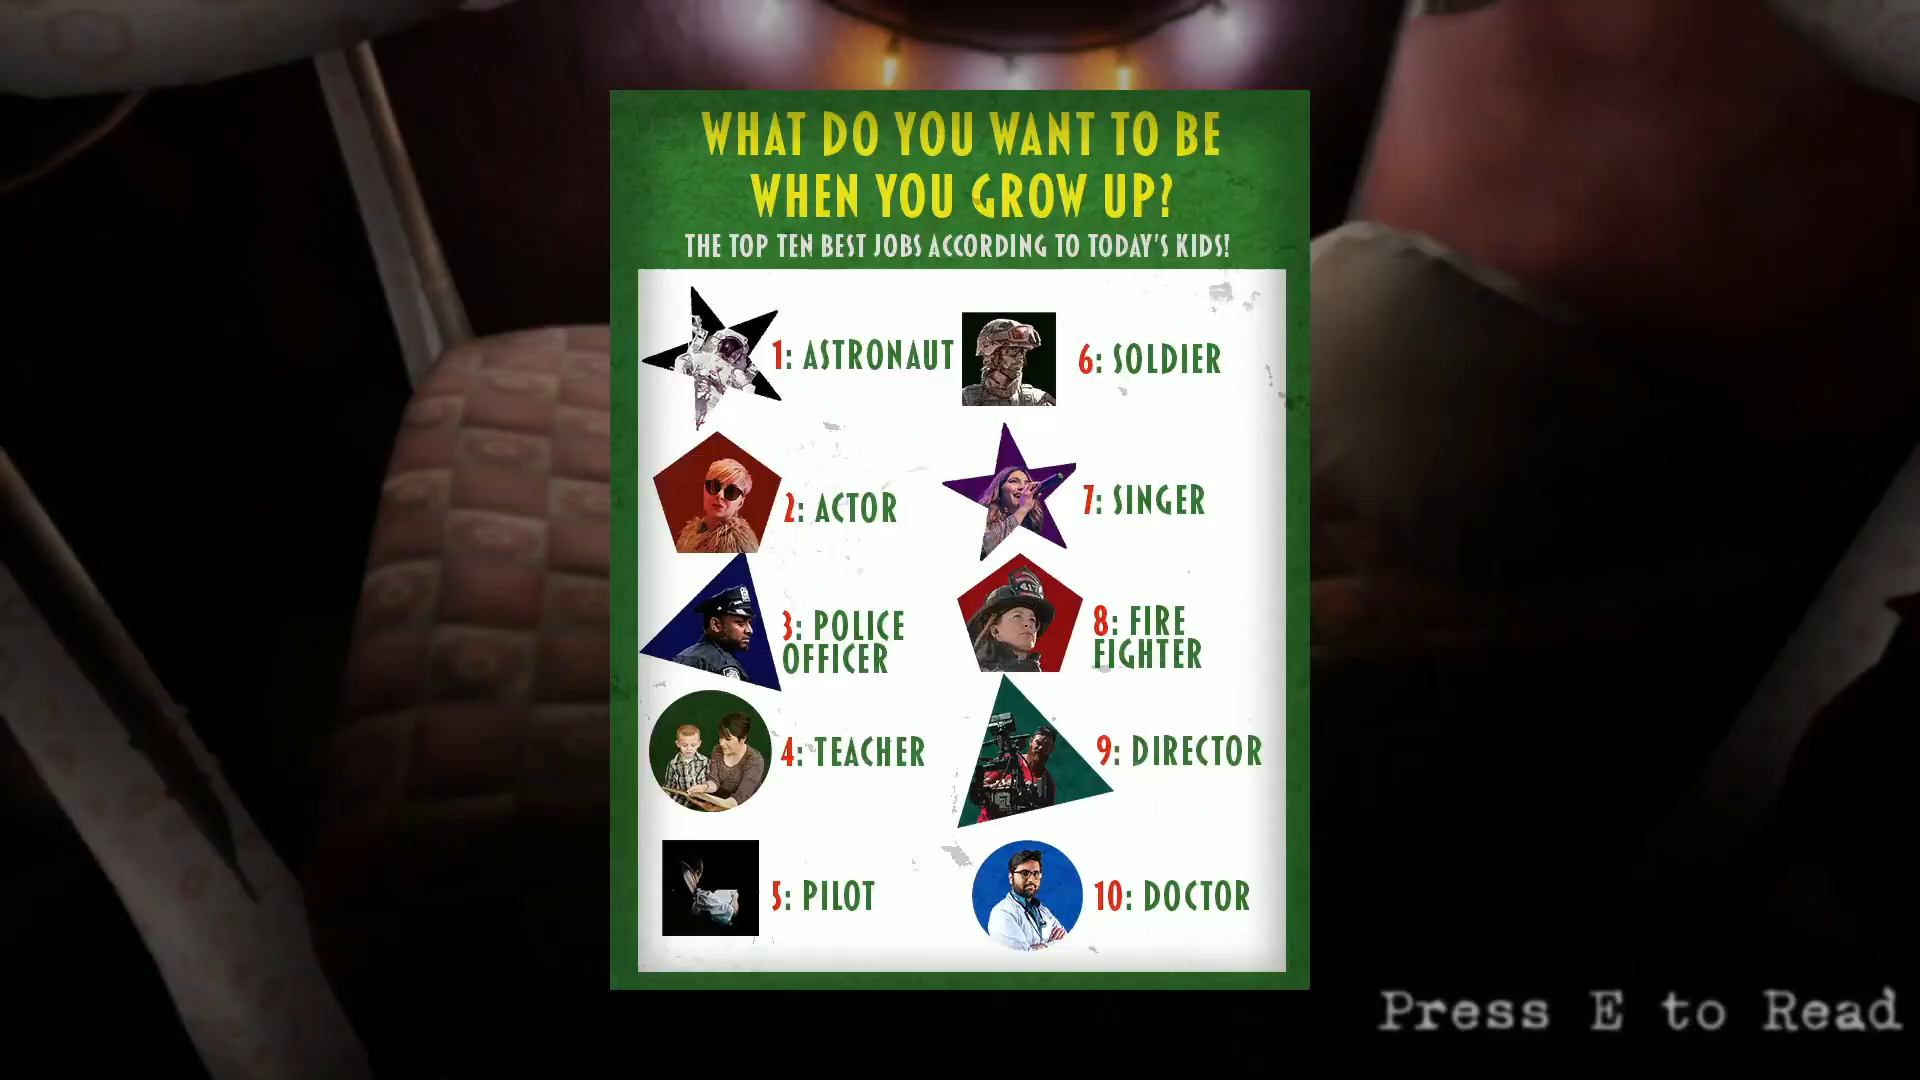 WHAT DO YOU WANT TO BE
WHEN YOU GROW UP?
THE TOP TEN BEST JOBS ACCORDING TO TODAY'S KIDS!
1: ASTRONAUT
2: ACTOR
3: POLICE
OFFICER
4: TEACHER
5: PILOT
6: SOLDIER
7: SINGER
8: FIRE
FIGHTER
9: DIRECTOR
10: DOCTOR
Press E to Read